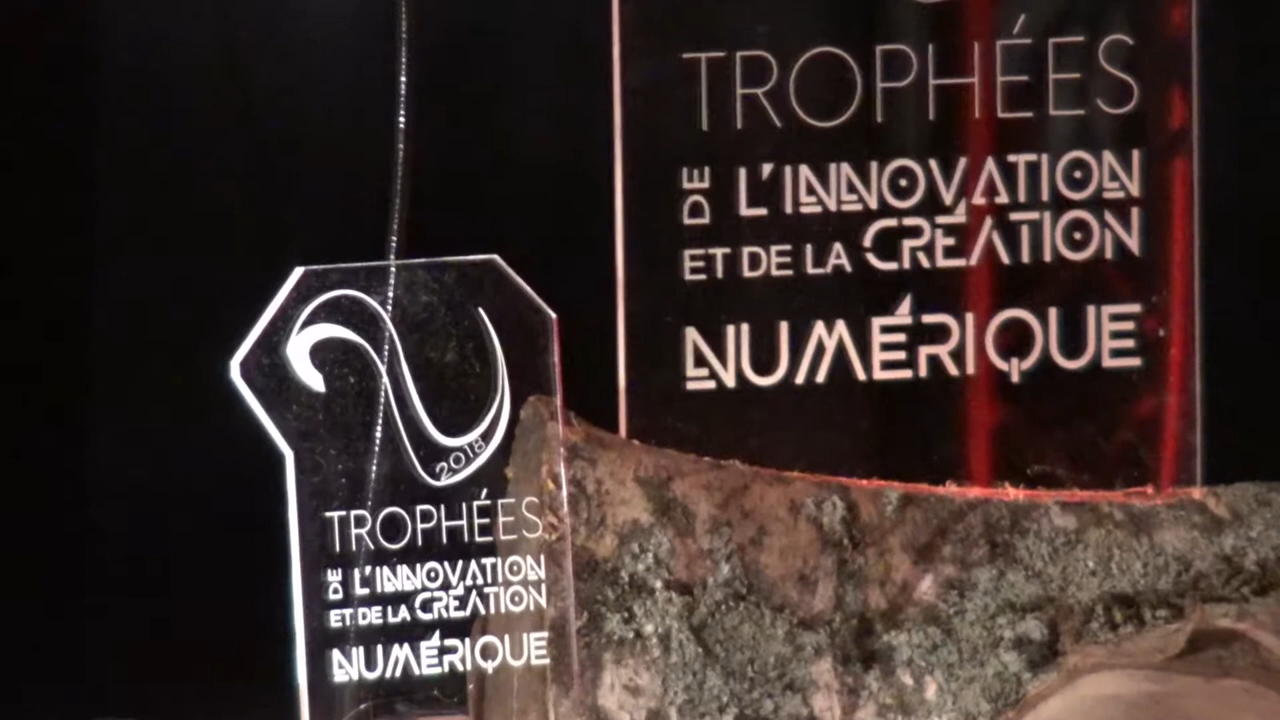 TROPHÉES
DE L'INNOVATION
ET DE LA CRÉATION
NUMÉRIQUE
2018
TROPHÉES
DE L'INNOVATION
ET DE LA CRÉATION
NUMÉRIQUE